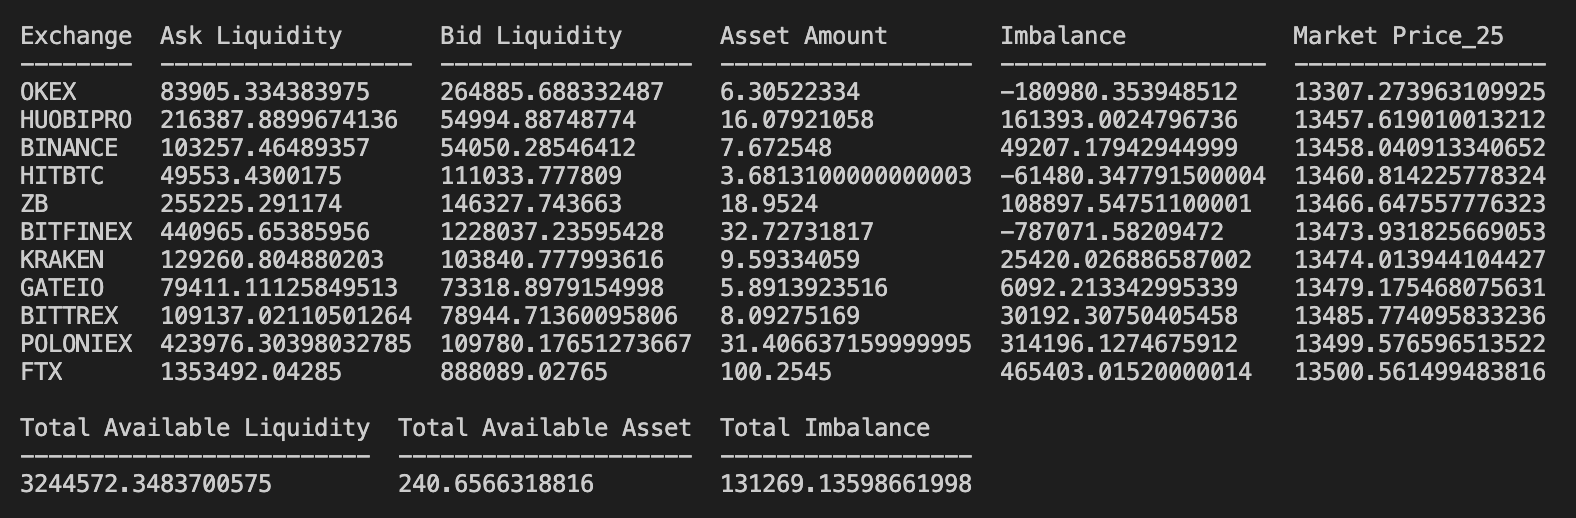 Exchange  Ask Liquidity       Bid Liquidity       Asset Amount        Imbalance            Market Price_25
--------  ------------------  ------------------  ------------------  -------------------  ------------------
OKEX      83905.334383975     264885.688332487    6.30522334          -180980.353948512    13307.273963109925
HUOBIPRO  216387.8899674136   54994.88748774      16.07921058         161393.0024796736    13457.619010013212
BINANCE   103257.46489357     54050.28546412      7.672548            49207.17942944999    13458.040913340652
HITBTC    49553.4300175       111033.777809       3.6813100000000003  -61480.347791500004  13460.814225778324
ZB        255225.291174       146327.743663       18.9524             108897.54751100001   13466.647557776323
BITFINEX  440965.65385956     1228037.23595428    32.72731817         -787071.58209472     13473.931825669053
KRAKEN    129260.804880203    103840.777993616    9.59334059          25420.026886587002   13474.013944104427
GATEIO    79411.11125849513   73318.8979154998    5.8913923516        6092.213342995339    13479.175468075631
BITTREX   109137.02110501264  78944.71360095806   8.09275169          30192.30750405458    13485.774095833236
POLONIEX  423976.30398032785  109780.17651273667  31.406637159999995  314196.1274675912    13499.576596513522
FTX       1353492.04285       888089.02765        100.2545            465403.01520000014   13500.561499483816
Total Available Liquidity  Total Available Asset  Total Imbalance
-------------------------  ---------------------  ------------------
3244572.3483700575         240.6566318816         131269.13598661998